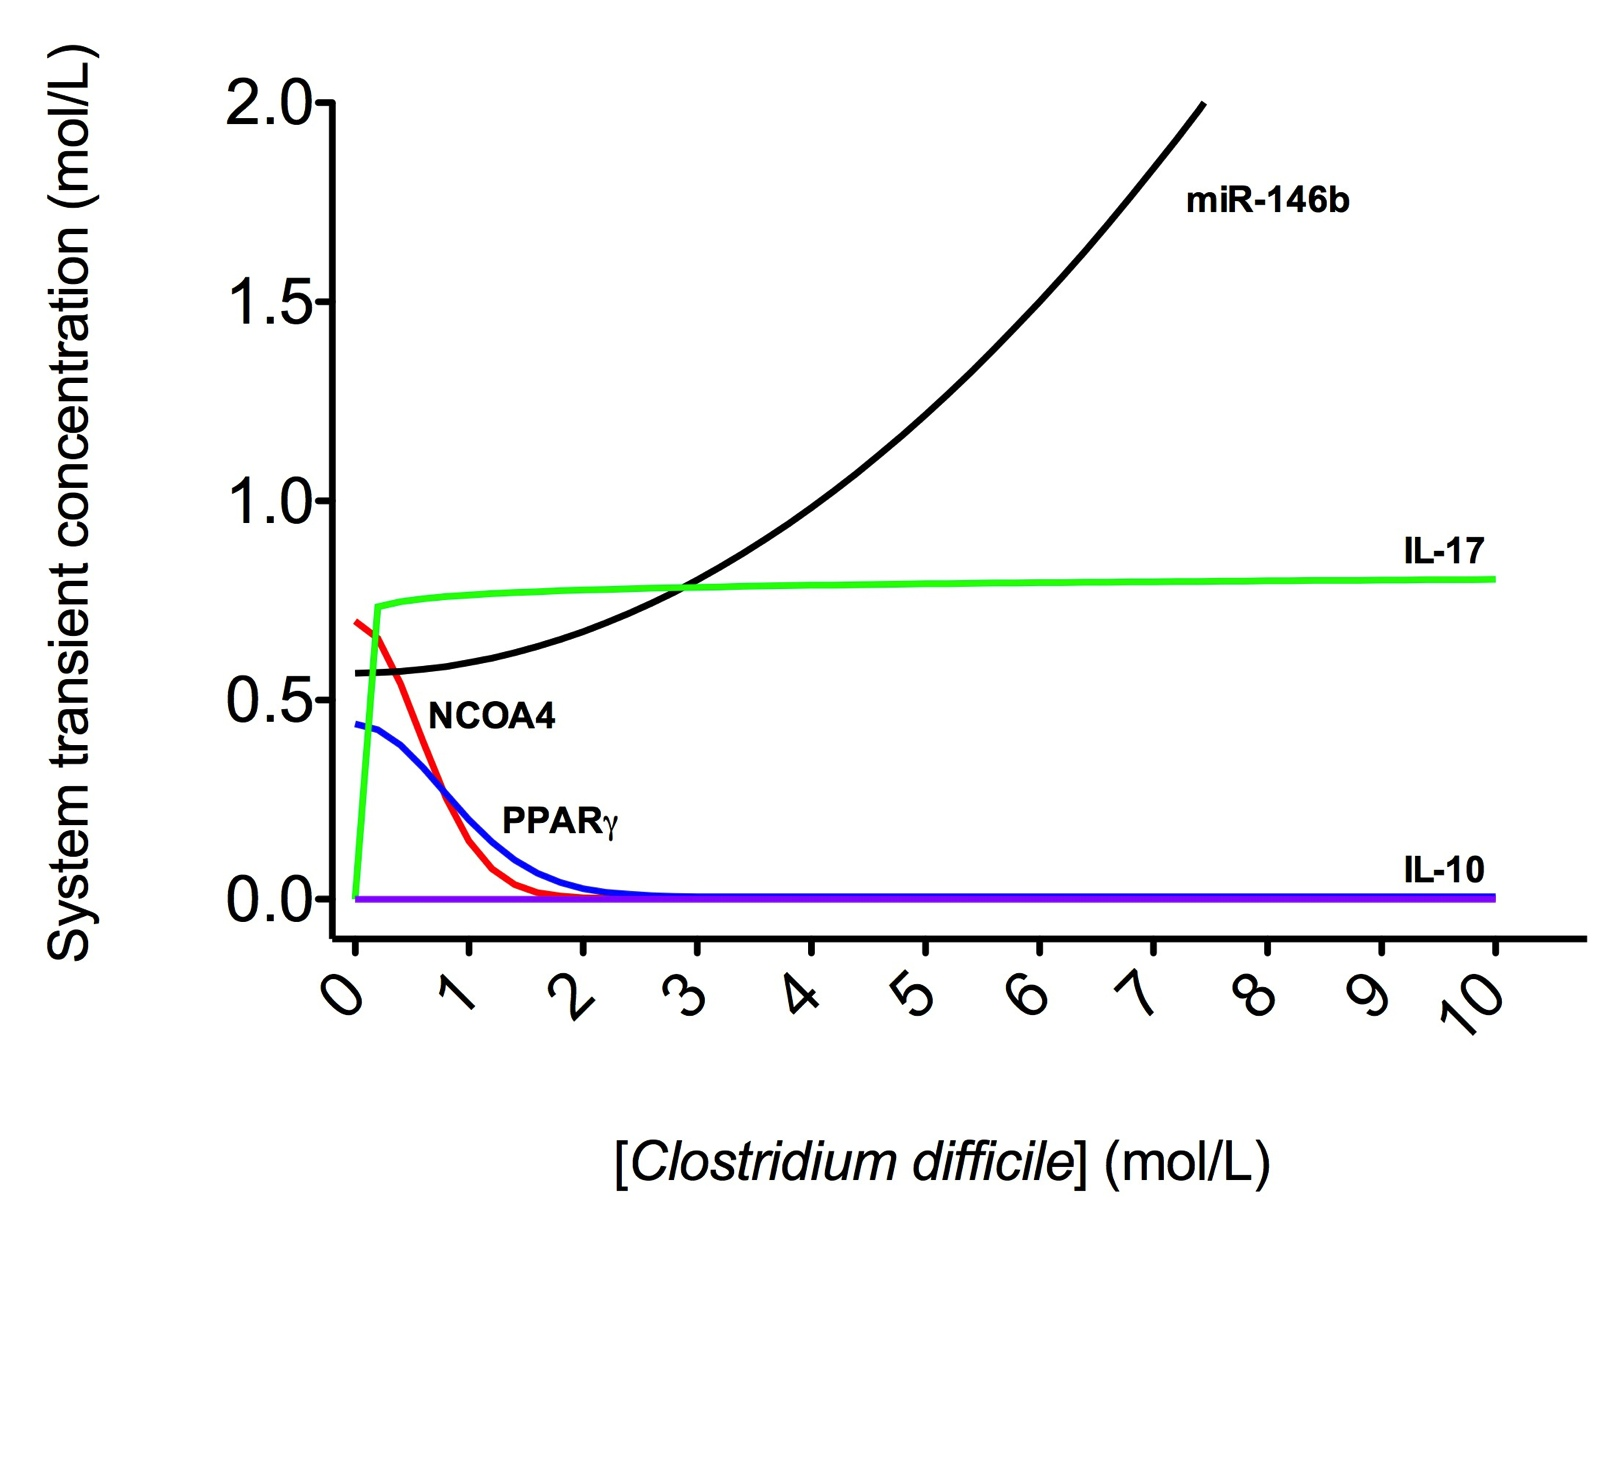 System transient concentration (mol/L)
2.0
1.5
1.0
0.5
0.0
miR-146b
IL-17
NCOA4
PPARγ
IL-10
0 1 2 3 4 5 6 7 8 9 10
[Clostridium difficile] (mol/L)